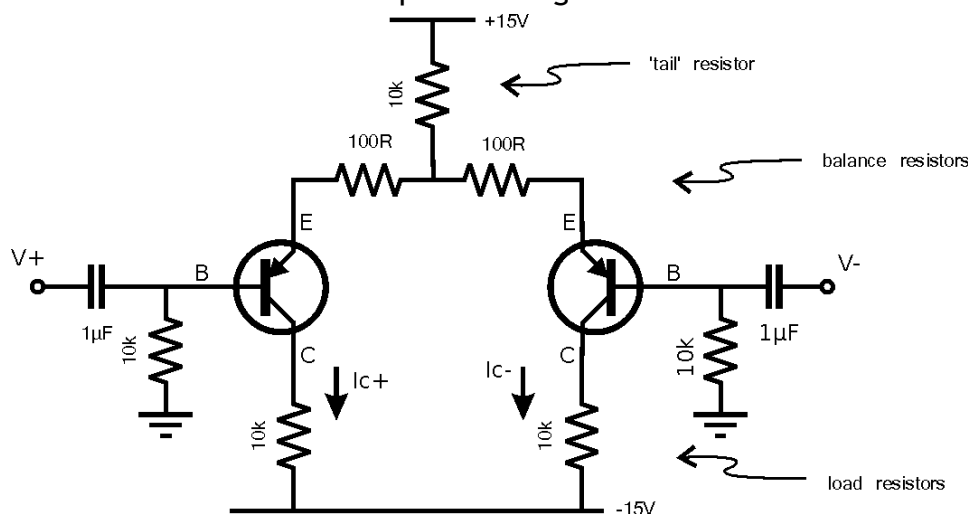 +15V
'tail' resistor
10k
100R
100R
balance resistors
E
E
V+
B
B
V-
1µF
10k
10k
1µF
C
C
Ic+
Ic-
10k
10k
load resistors
-15V